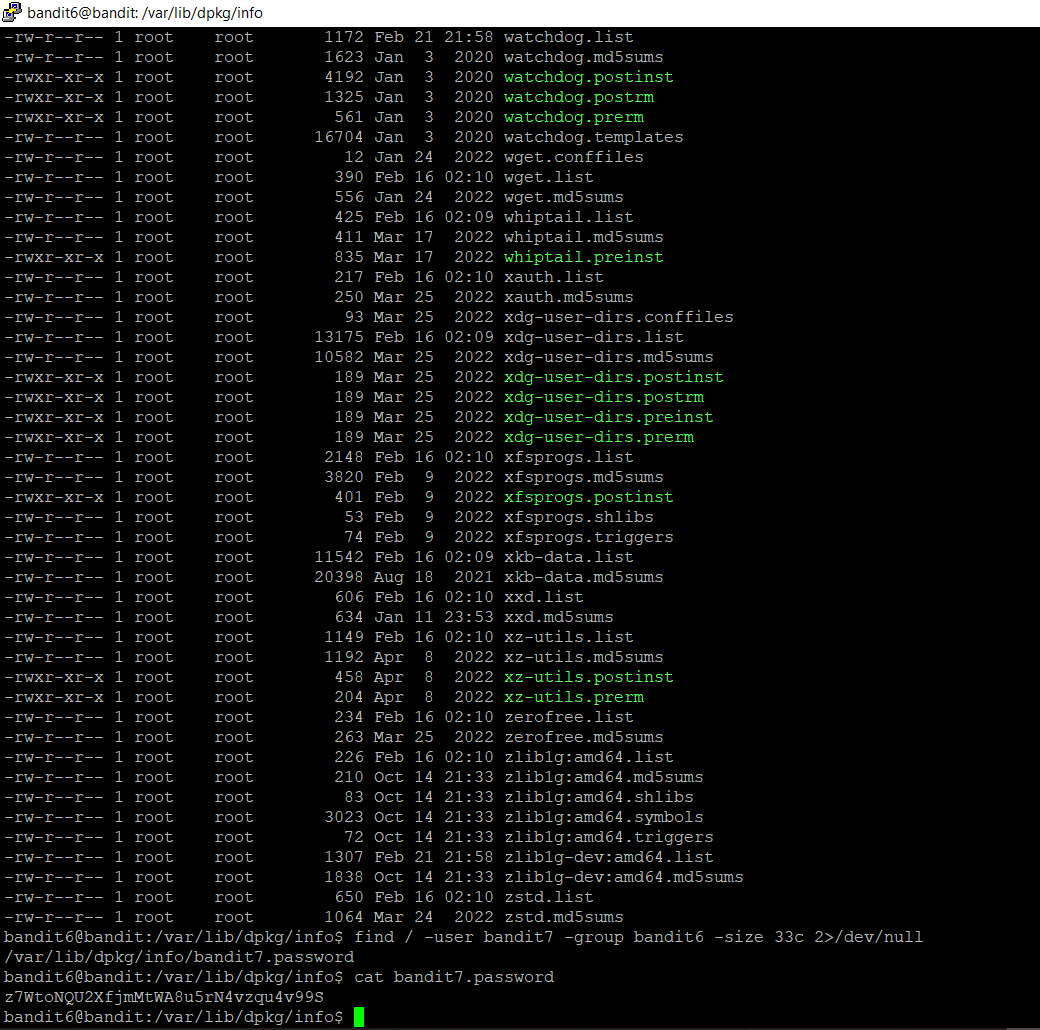 bandit6@bandit: /var/lib/dpkg/info
-rw-r--r-- 1 root    root       1172 Feb 21 21:58 watchdog.list
-rw-r--r-- 1 root    root       1623 Jan  3  2020 watchdog.md5sums
-rwxr-xr-x 1 root    root       4192 Jan  3  2020 watchdog.postinst
-rwxr-xr-x 1 root    root       1325 Jan  3  2020 watchdog.postrm
-rwxr-xr-x 1 root    root        561 Jan  3  2020 watchdog.prerm
-rw-r--r-- 1 root    root      16704 Jan  3  2020 watchdog.templates
-rw-r--r-- 1 root    root         12 Jan 24  2022 wget.conffiles
-rw-r--r-- 1 root    root        390 Feb 16 02:10 wget.list
-rw-r--r-- 1 root    root        556 Jan 24  2022 wget.md5sums
-rw-r--r-- 1 root    root        425 Feb 16 02:09 whiptail.list
-rw-r--r-- 1 root    root        411 Mar 17  2022 whiptail.md5sums
-rwxr-xr-x 1 root    root        835 Mar 17  2022 whiptail.preinst
-rw-r--r-- 1 root    root        217 Feb 16 02:10 xauth.list
-rw-r--r-- 1 root    root        250 Mar 25  2022 xauth.md5sums
-rw-r--r-- 1 root    root         93 Mar 25  2022 xdg-user-dirs.conffiles
-rw-r--r-- 1 root    root      13175 Feb 16 02:09 xdg-user-dirs.list
-rw-r--r-- 1 root    root      10582 Mar 25  2022 xdg-user-dirs.md5sums
-rwxr-xr-x 1 root    root        189 Mar 25  2022 xdg-user-dirs.postinst
-rwxr-xr-x 1 root    root        189 Mar 25  2022 xdg-user-dirs.postrm
-rwxr-xr-x 1 root    root        189 Mar 25  2022 xdg-user-dirs.preinst
-rwxr-xr-x 1 root    root        189 Mar 25  2022 xdg-user-dirs.prerm
-rw-r--r-- 1 root    root       2148 Feb 16 02:10 xfsprogs.list
-rw-r--r-- 1 root    root       3820 Feb  9  2022 xfsprogs.md5sums
-rwxr-xr-x 1 root    root        401 Feb  9  2022 xfsprogs.postinst
-rw-r--r-- 1 root    root         53 Feb  9  2022 xfsprogs.shlibs
-rw-r--r-- 1 root    root         74 Feb  9  2022 xfsprogs.triggers
-rw-r--r-- 1 root    root      11542 Feb 16 02:09 xkb-data.list
-rw-r--r-- 1 root    root      20398 Aug 18  2021 xkb-data.md5sums
-rw-r--r-- 1 root    root        606 Feb 16 02:10 xxd.list
-rw-r--r-- 1 root    root        634 Jan 11 23:53 xxd.md5sums
-rw-r--r-- 1 root    root       1149 Feb 16 02:10 xz-utils.list
-rw-r--r-- 1 root    root       1192 Apr  8  2022 xz-utils.md5sums
-rwxr-xr-x 1 root    root        458 Apr  8  2022 xz-utils.postinst
-rwxr-xr-x 1 root    root        204 Apr  8  2022 xz-utils.prerm
-rw-r--r-- 1 root    root        234 Feb 16 02:10 zerofree.list
-rw-r--r-- 1 root    root        263 Mar 25  2022 zerofree.md5sums
-rw-r--r-- 1 root    root        226 Feb 16 02:10 zlib1g:amd64.list
-rw-r--r-- 1 root    root        210 Oct 14 21:33 zlib1g:amd64.md5sums
-rw-r--r-- 1 root    root         83 Oct 14 21:33 zlib1g:amd64.shlibs
-rw-r--r-- 1 root    root       3023 Oct 14 21:33 zlib1g:amd64.symbols
-rw-r--r-- 1 root    root         72 Oct 14 21:33 zlib1g:amd64.triggers
-rw-r--r-- 1 root    root       1307 Feb 21 21:58 zlib1g-dev:amd64.list
-rw-r--r-- 1 root    root       1838 Oct 14 21:33 zlib1g-dev:amd64.md5sums
-rw-r--r-- 1 root    root        650 Feb 16 02:10 zstd.list
-rw-r--r-- 1 root    root       1064 Mar 24  2022 zstd.md5sums
bandit6@bandit:/var/lib/dpkg/info$ find / -user bandit7 -group bandit6 -size 33c 2>/dev/null
/var/lib/dpkg/info/bandit7.password
bandit6@bandit:/var/lib/dpkg/info$ cat bandit7.password
z7WtoNQU2XfjmMtWA8u5rN4vzqu4v99S
bandit6@bandit:/var/lib/dpkg/info$